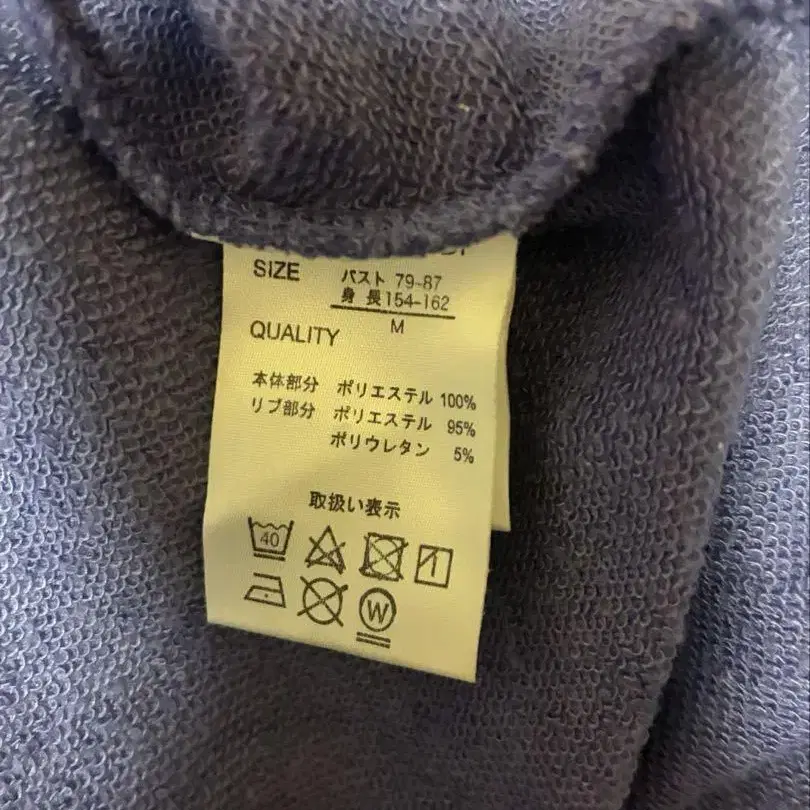 SIZE バスト 79-87
身 長154-162
M
QUALITY
本体部分 ポリエステル 100%
リブ部分 ポリエステル 95%
ポリウレタン 5%
取扱い表示
40
W